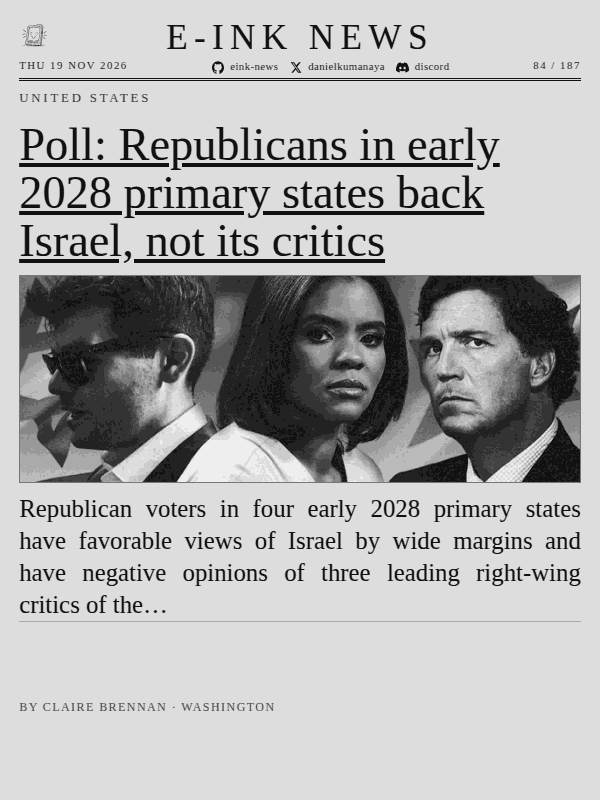 E-INK NEWS
THU 19 NOV 2026
eink-news
danielkumanaya
discord
84 / 187
UNITED STATES
Poll: Republicans in early
2028 primary states back
Israel, not its critics
Republican voters in four early 2028 primary states
have favorable views of Israel by wide margins and
have negative opinions of three leading right-wing
critics of the…
BY CLAIRE BRENNAN · WASHINGTON